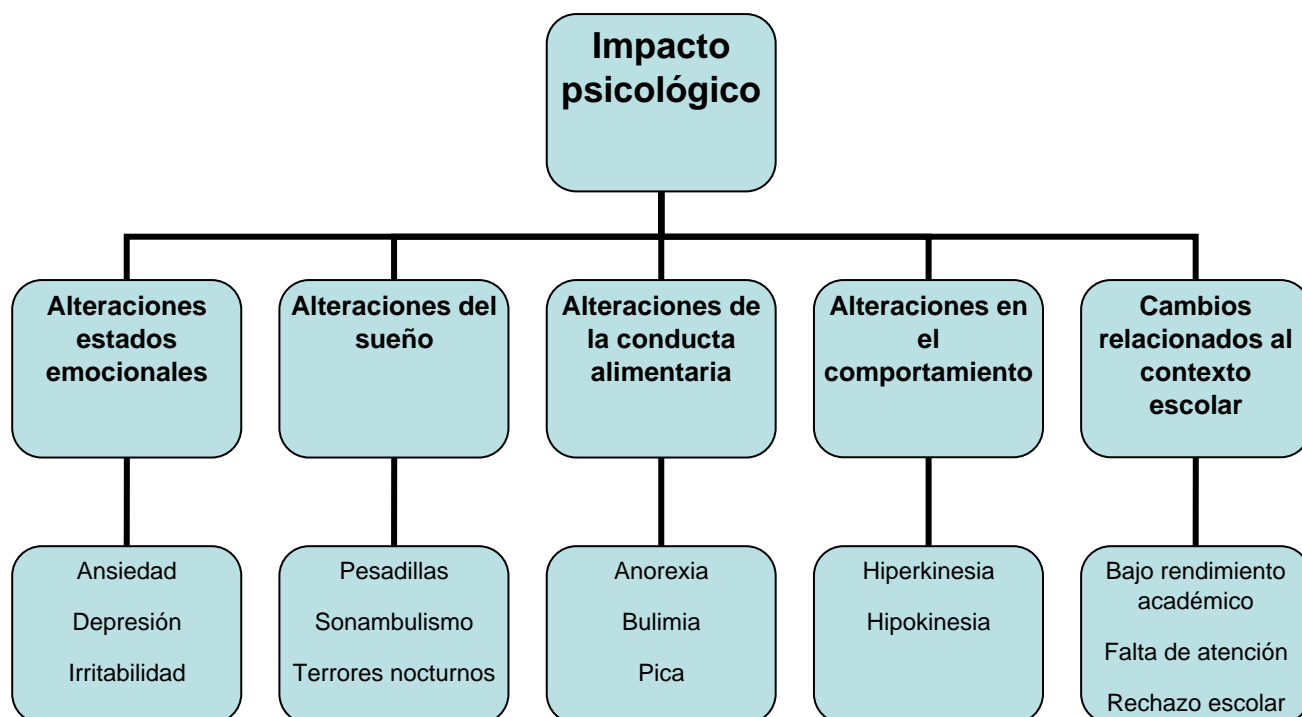 Impacto
psicológico
Alteraciones
estados
emocionales
Alteraciones del
sueño
Alteraciones de
la conducta
alimentaria
Alteraciones en
el
comportamiento
Cambios
relacionados al
contexto
escolar
Ansiedad
Depresión
Irritabilidad
Pesadillas
Sonambulismo
Terrores nocturnos
Anorexia
Bulimia
Pica
Hiperkinesia
Hipokinesia
Bajo rendimiento
académico
Falta de atención
Rechazo escolar